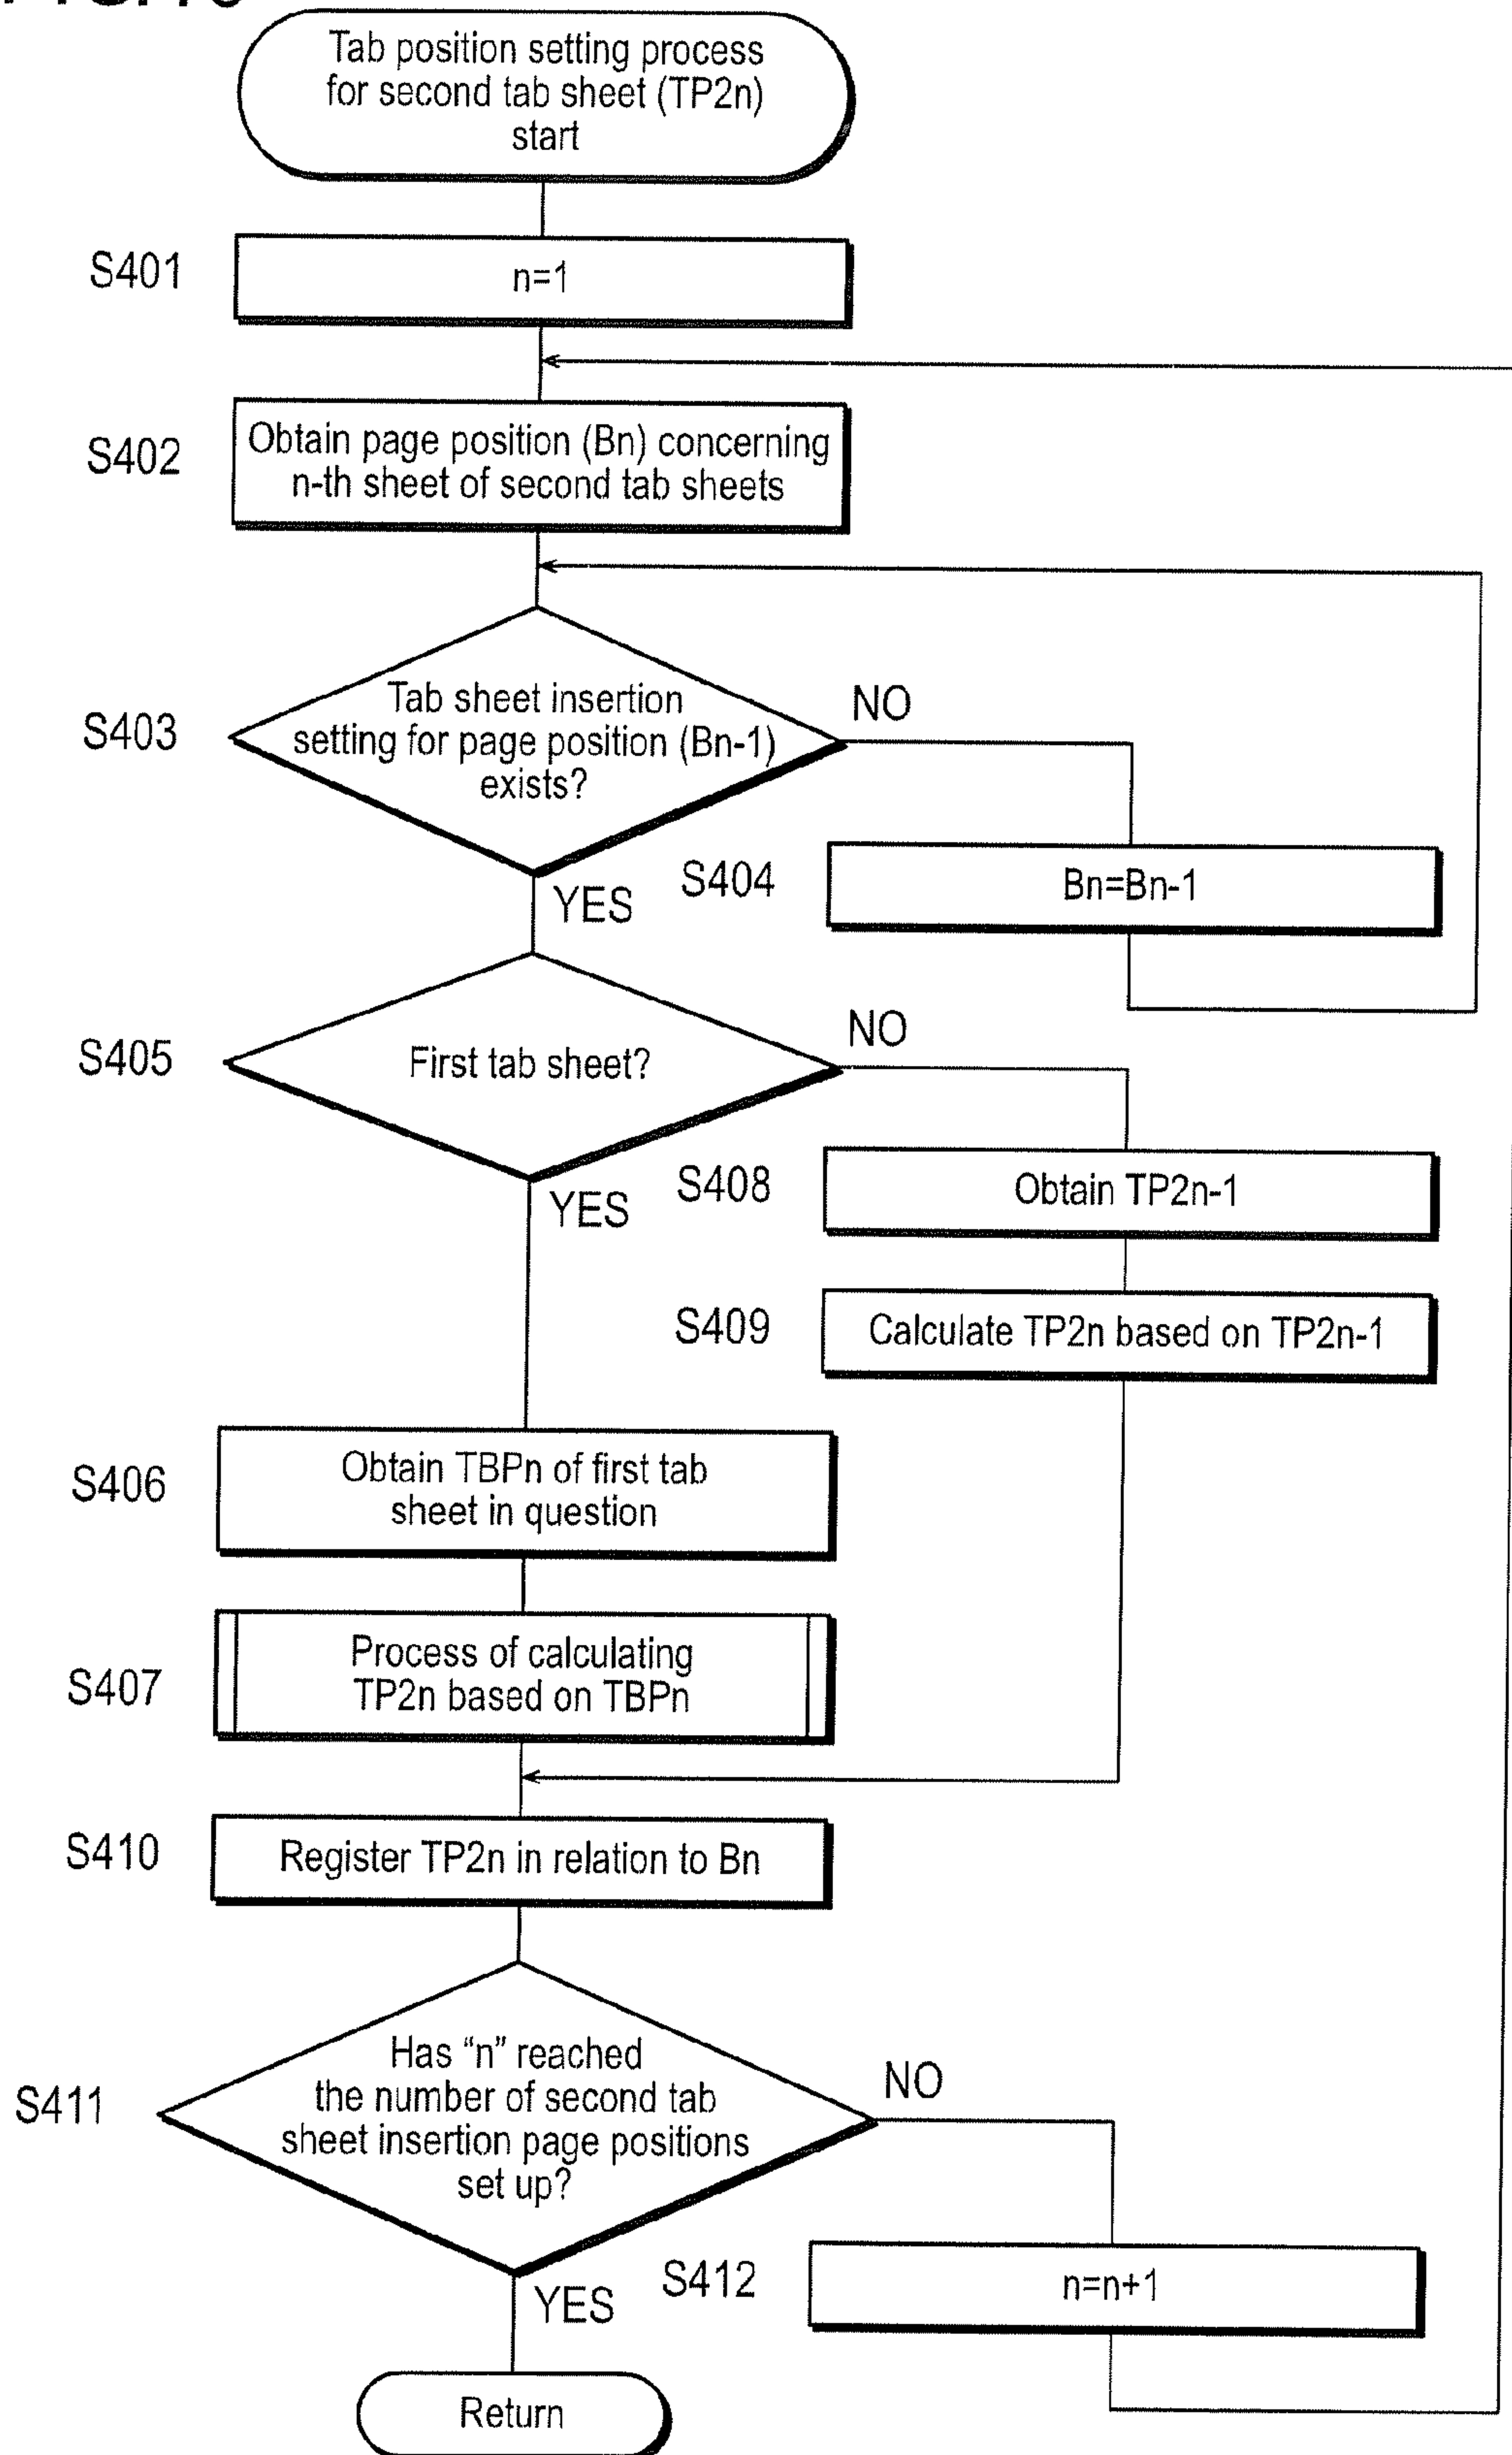 Tab position setting process
for second tab sheet (TP2n)
start
S401
n=1
S402
Obtain page position (Bn) concerning
n-th sheet of second tab sheets
S403
Tab sheet insertion
setting for page position (Bn-1)
exists?
NO
YES
S404
Bn=Bn-1
S405
First tab sheet?
NO
YES
S408
Obtain TP2n-1
S409
Calculate TP2n based on TP2n-1
S406
Obtain TBPn of first tab
sheet in question
S407
Process of calculating
TP2n based on TBPn
S410
Register TP2n in relation to Bn
S411
Has “n” reached
the number of second tab
sheet insertion page positions
set up?
NO
YES
S412
n=n+1
Return